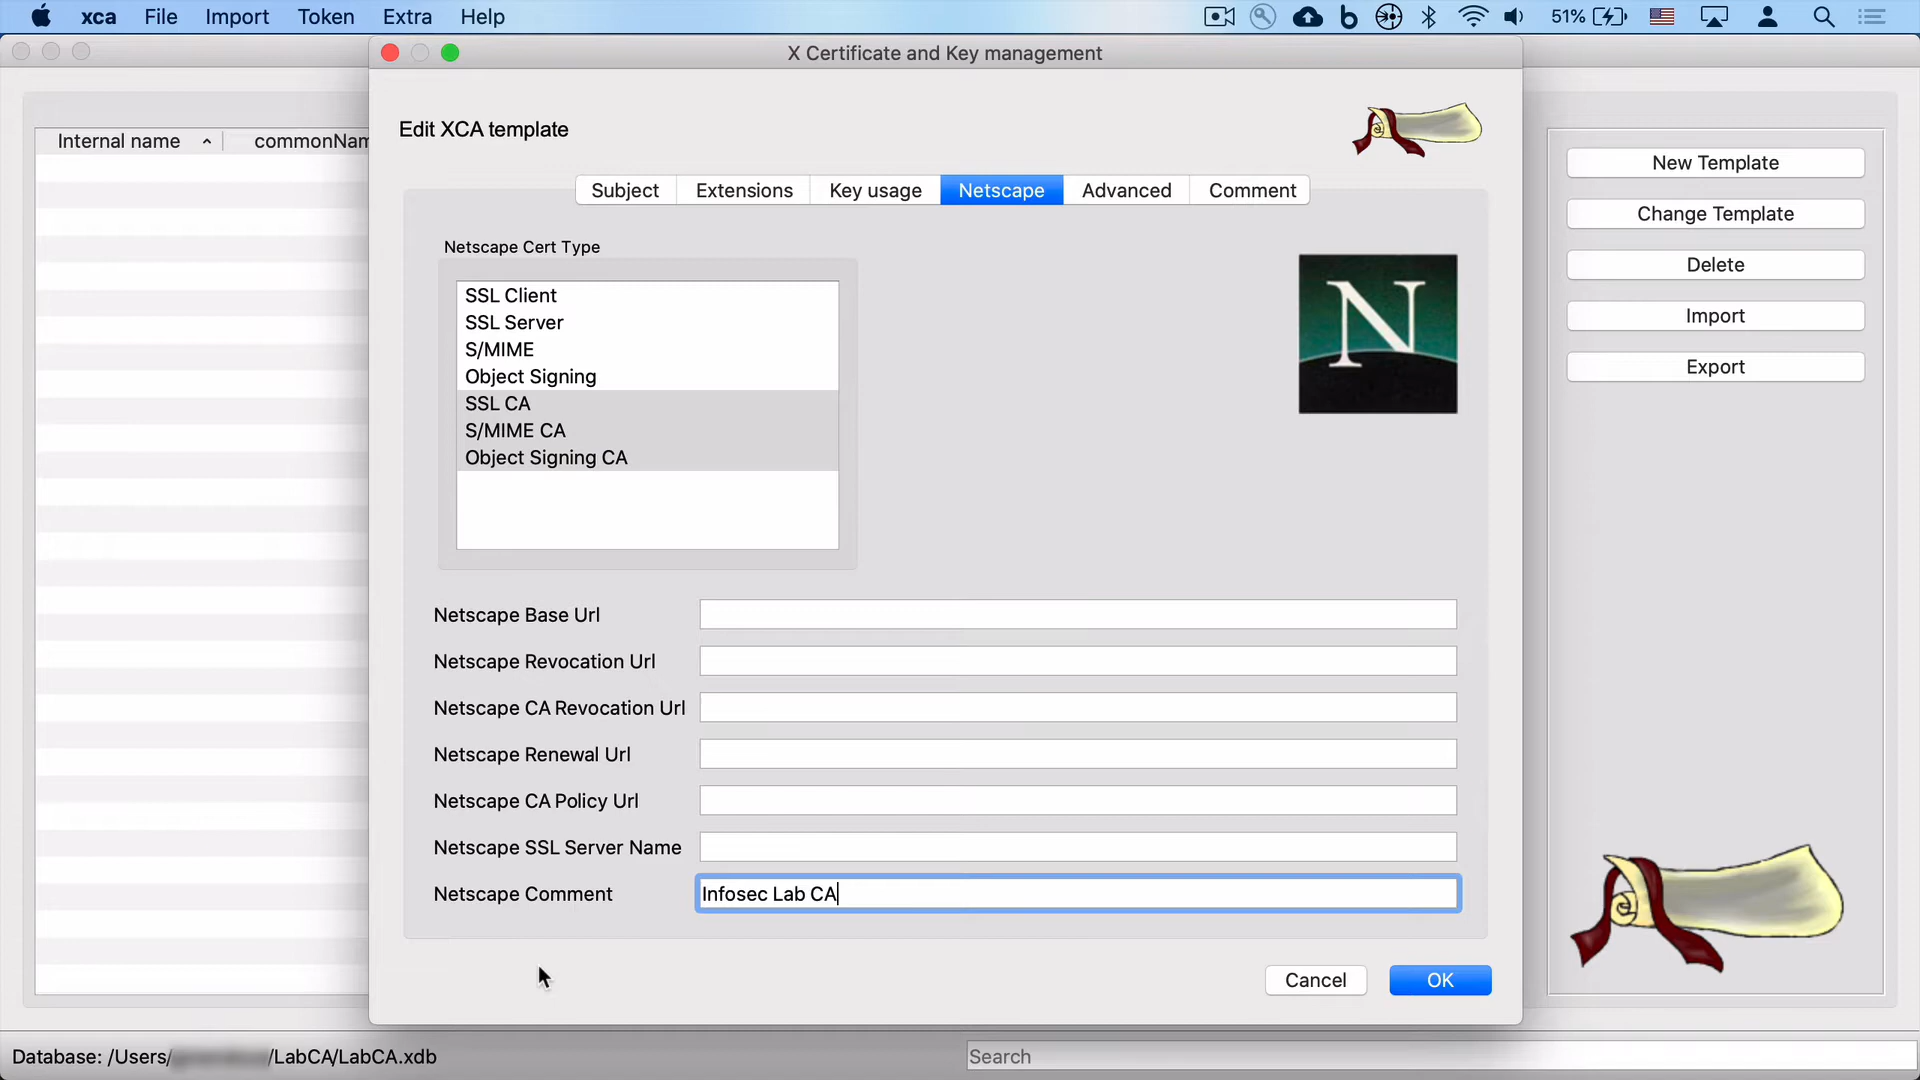 xca File Import Token Extra Help 51%
X Certificate and Key management
Internal name commonNam
Edit XCA template
Subject Extensions Key usage Netscape Advanced Comment
Netscape Cert Type
SSL Client
SSL Server
S/MIME
Object Signing
SSL CA
S/MIME CA
Object Signing CA
N
Netscape Base Url
Netscape Revocation Url
Netscape CA Revocation Url
Netscape Renewal Url
Netscape CA Policy Url
Netscape SSL Server Name
Netscape Comment Infosec Lab CA
Cancel OK
New Template
Change Template
Delete
Import
Export
Database: /Users/ /LabCA/LabCA.xdb
Search